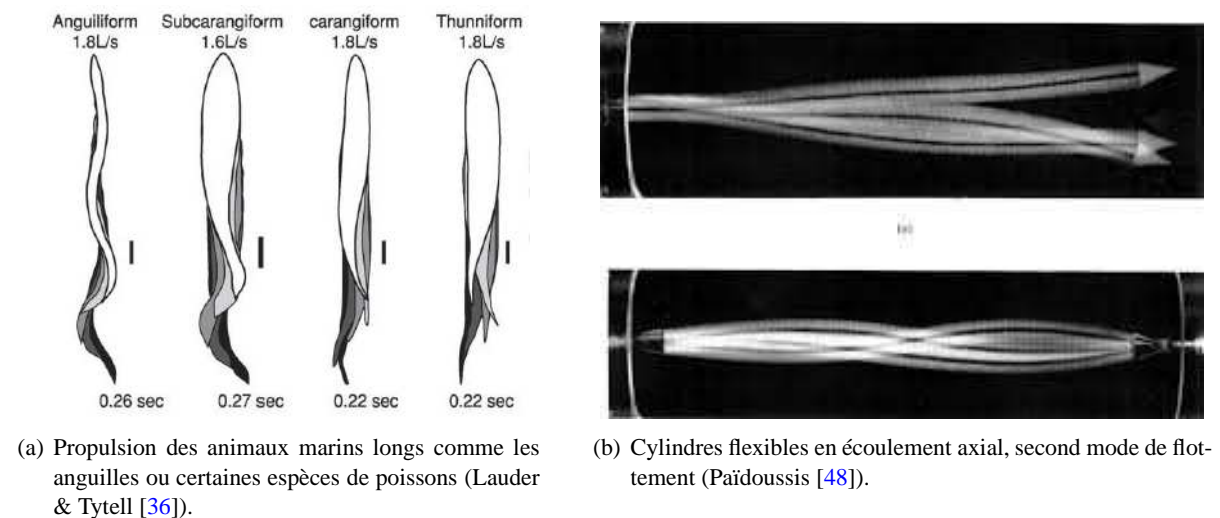 Anguiliform
1.8L/s
Subcarangiform
1.6L/s
carangiform
1.8L/s
Thunniform
1.8L/s
0.26 sec
0.27 sec
0.22 sec
0.22 sec
(a) Propulsion des animaux marins longs comme les
anguilles ou certaines espèces de poissons (Lauder
& Tytell [36]).
(b) Cylindres flexibles en écoulement axial, second mode de flot-
tement (Païdoussis [48]).